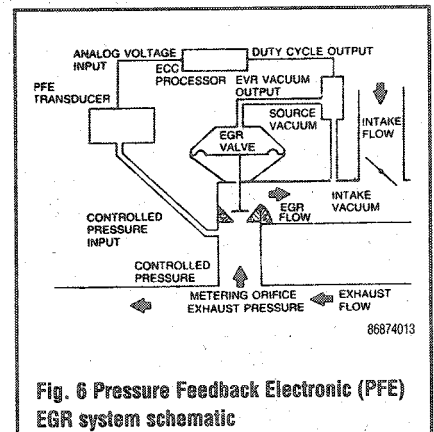 ANALOG VOLTAGE
INPUT
DUTY CYCLE OUTPUT
ECC
PROCESSOR
EVR VACUUM
OUTPUT
PFE
TRANSDUCER
SOURCE
VACUUM
INTAKE
FLOW
EGR
VALVE
INTAKE
VACUUM
EGR
FLOW
CONTROLLED
PRESSURE
INPUT
CONTROLLED
PRESSURE
METERING ORIFICE
EXHAUST PRESSURE
EXHAUST
FLOW
86874013
Fig. 6 Pressure Feedback Electronic (PFE)
EGR system schematic